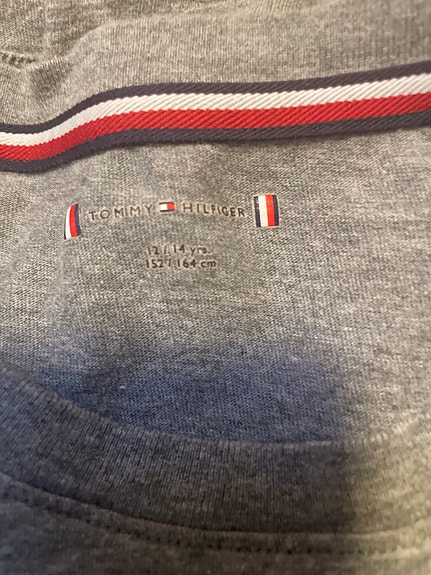 TOMMY HILFIGER
12 / 14 yrs.
152 / 164 cm